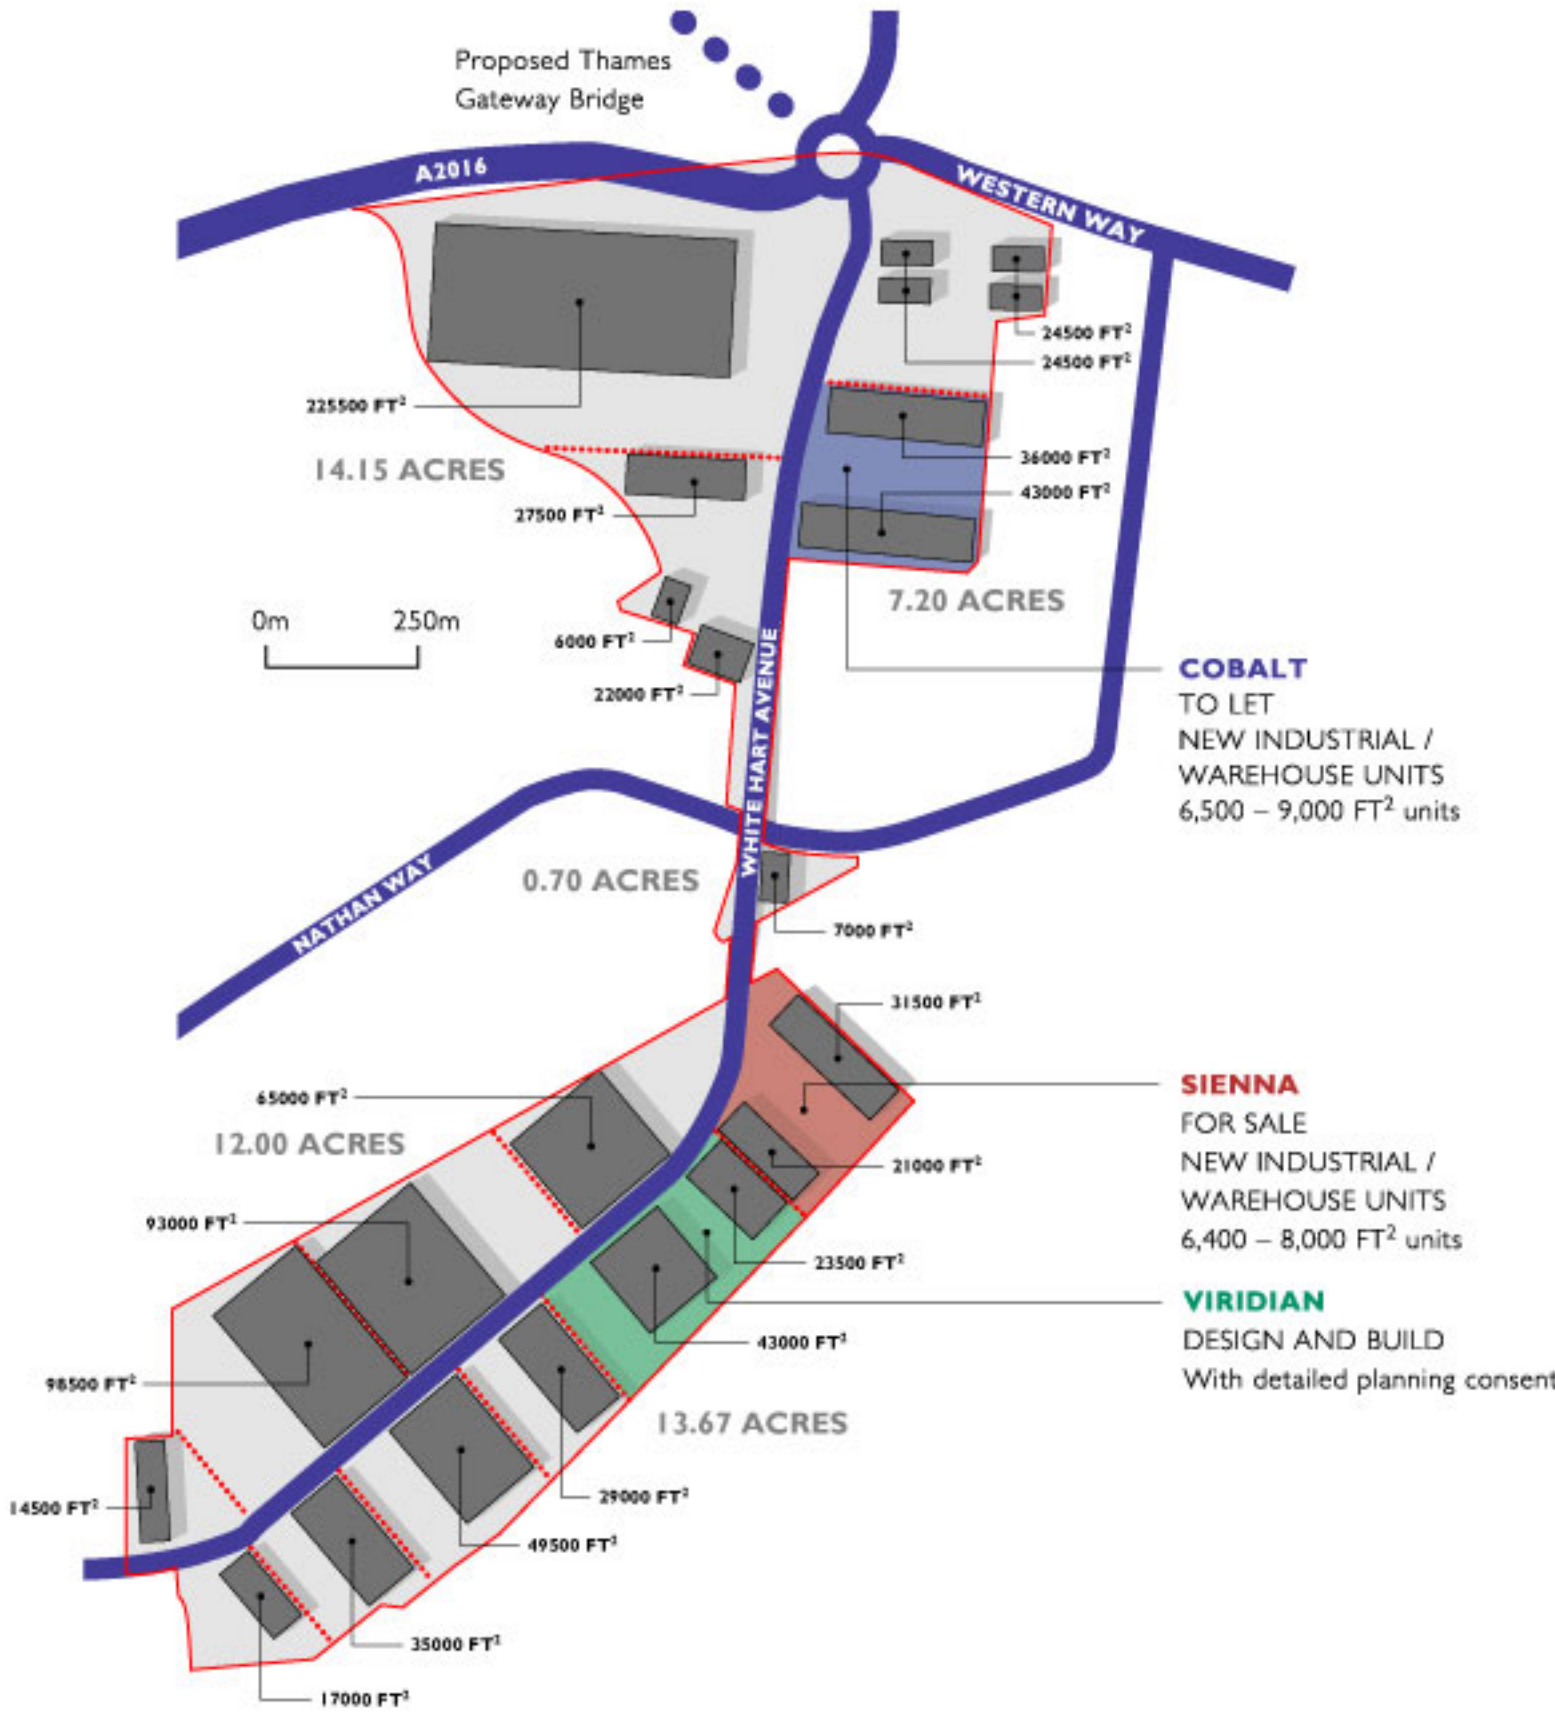 Proposed Thames
Gateway Bridge
A2016
WESTERN WAY
24500 FT²
24500 FT²
225500 FT²
14.15 ACRES
36000 FT²
43000 FT²
27500 FT²
7.20 ACRES
0m 250m
6000 FT²
22000 FT²
WHITE HART AVENUE
COBALT
TO LET
NEW INDUSTRIAL /
WAREHOUSE UNITS
6,500 – 9,000 FT² units
NATHAN WAY
0.70 ACRES
7000 FT²
31500 FT²
65000 FT²
12.00 ACRES
SIENNA
FOR SALE
NEW INDUSTRIAL /
WAREHOUSE UNITS
6,400 – 8,000 FT² units
21000 FT²
93000 FT²
23500 FT²
VIRIDIAN
DESIGN AND BUILD
With detailed planning consent
43000 FT²
98500 FT²
13.67 ACRES
29000 FT²
14500 FT²
49500 FT²
35000 FT²
17000 FT²